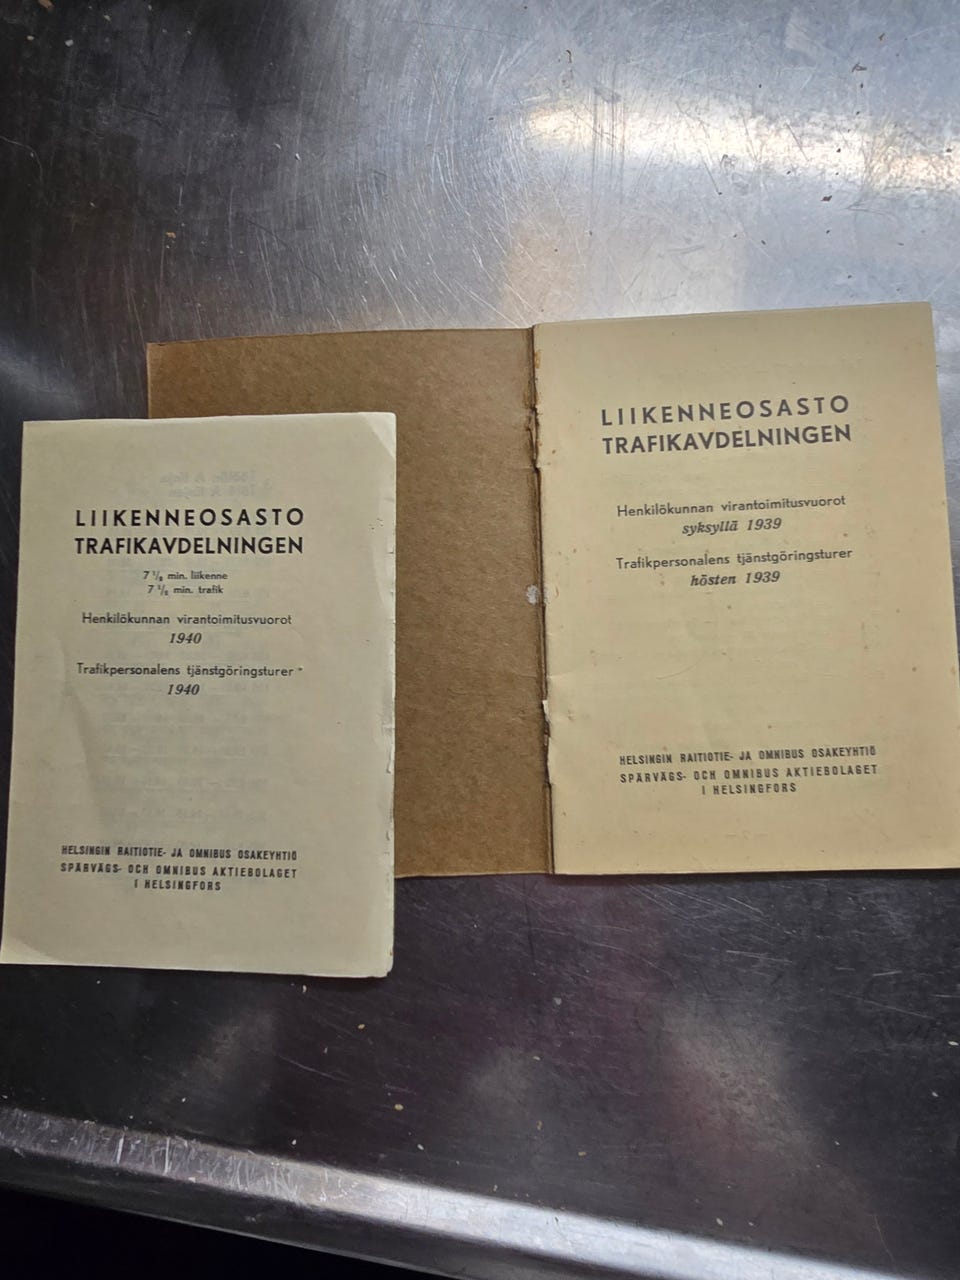 LIIKENNEOSASTO
TRAFIKAVDELNINGEN
7 1/2 min. liikenne
7 1/2 min. trafik
Henkilökunnan virantoimitusvuorot
1940
Trafikpersonalens tjänstgöringsturer
1940
HELSINGIN RAITIOTIE- JA OMNIBUS OSAKEYHTIÖ
SPÅRVÄGS- OCH OMNIBUS AKTIEBOLAGET
I HELSINGFORS
LIIKENNEOSASTO
TRAFIKAVDELNINGEN
Henkilökunnan virantoimitusvuorot
syksyllä 1939
Trafikpersonalens tjänstgöringsturer
hösten 1939
HELSINGIN RAITIOTIE- JA OMNIBUS OSAKEYHTIÖ
SPÅRVÄGS- OCH OMNIBUS AKTIEBOLAGET
I HELSINGFORS